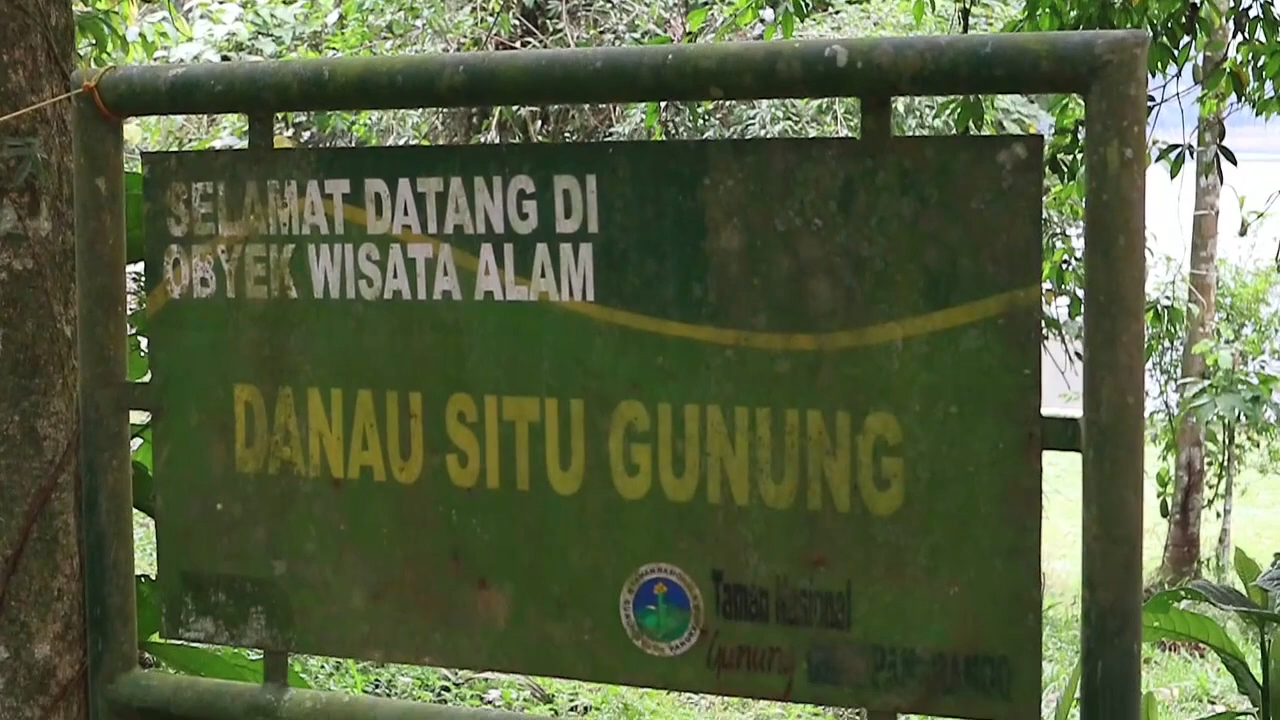 SELAMAT DATANG DI
OBYEK WISATA ALAM
DANAU SITU GUNUNG
Taman Nasional
Gunung